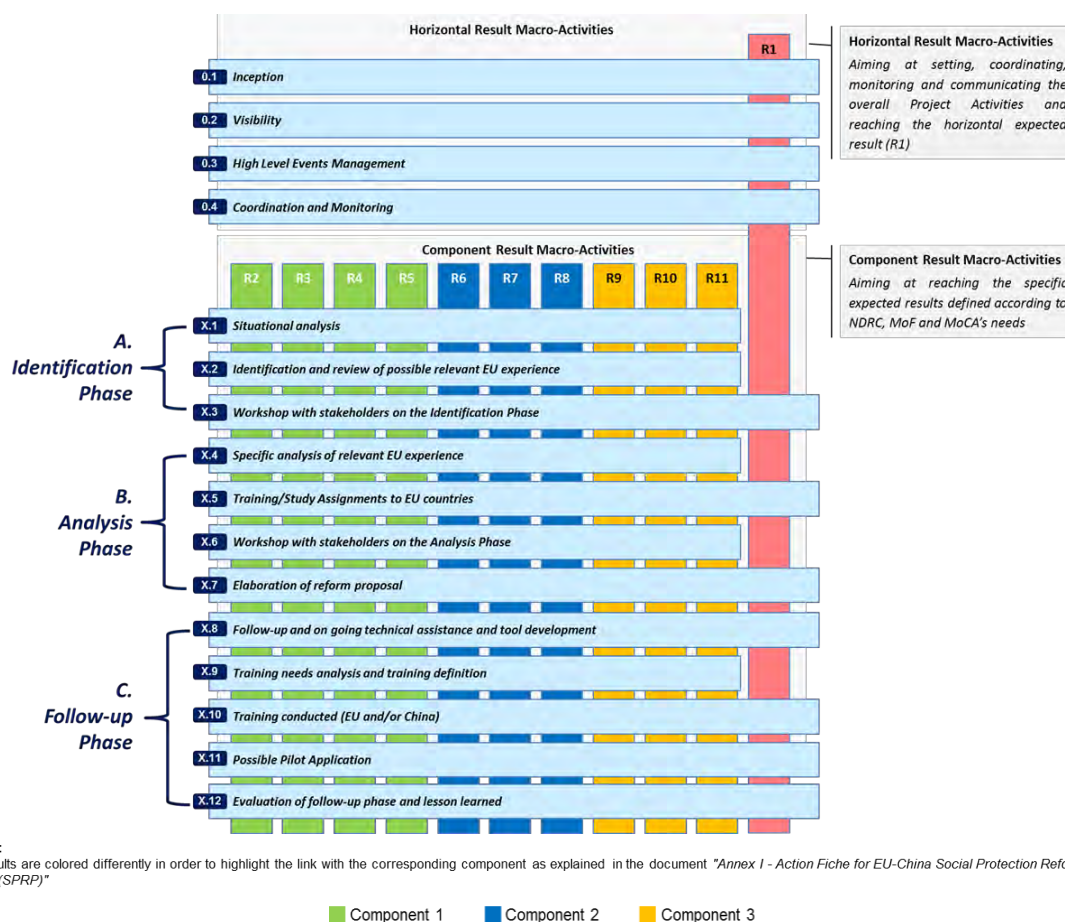 Horizontal Result Macro-Activities
R1
0.1 Inception
0.2 Visibility
0.3 High Level Events Management
0.4 Coordination and Monitoring
Horizontal Result Macro-Activities
Aiming at setting, coordinating,
monitoring and communicating the
overall Project Activities and
reaching the horizontal expected
result (R1)
Component Result Macro-Activities
R2 R3 R4 R5 R6 R7 R8 R9 R10 R11
Component Result Macro-Activities
Aiming at reaching the specific
expected results defined according to
NDRC, MoF and MoCA's needs
A.
Identification
Phase
X.1 Situational analysis
X.2 Identification and review of possible relevant EU experience
X.3 Workshop with stakeholders on the Identification Phase
B.
Analysis
Phase
X.4 Specific analysis of relevant EU experience
X.5 Training/Study Assignments to EU countries
X.6 Workshop with stakeholders on the Analysis Phase
X.7 Elaboration of reform proposal
C.
Follow-up
Phase
X.8 Follow-up and on going technical assistance and tool development
X.9 Training needs analysis and training definition
X.10 Training conducted (EU and/or China)
X.11 Possible Pilot Application
X.12 Evaluation of follow-up phase and lesson learned
:
ults are colored differently in order to highlight the link with the corresponding component as explained in the document "Annex I - Action Fiche for EU-China Social Protection Refo
(SPRP)"
Component 1 Component 2 Component 3